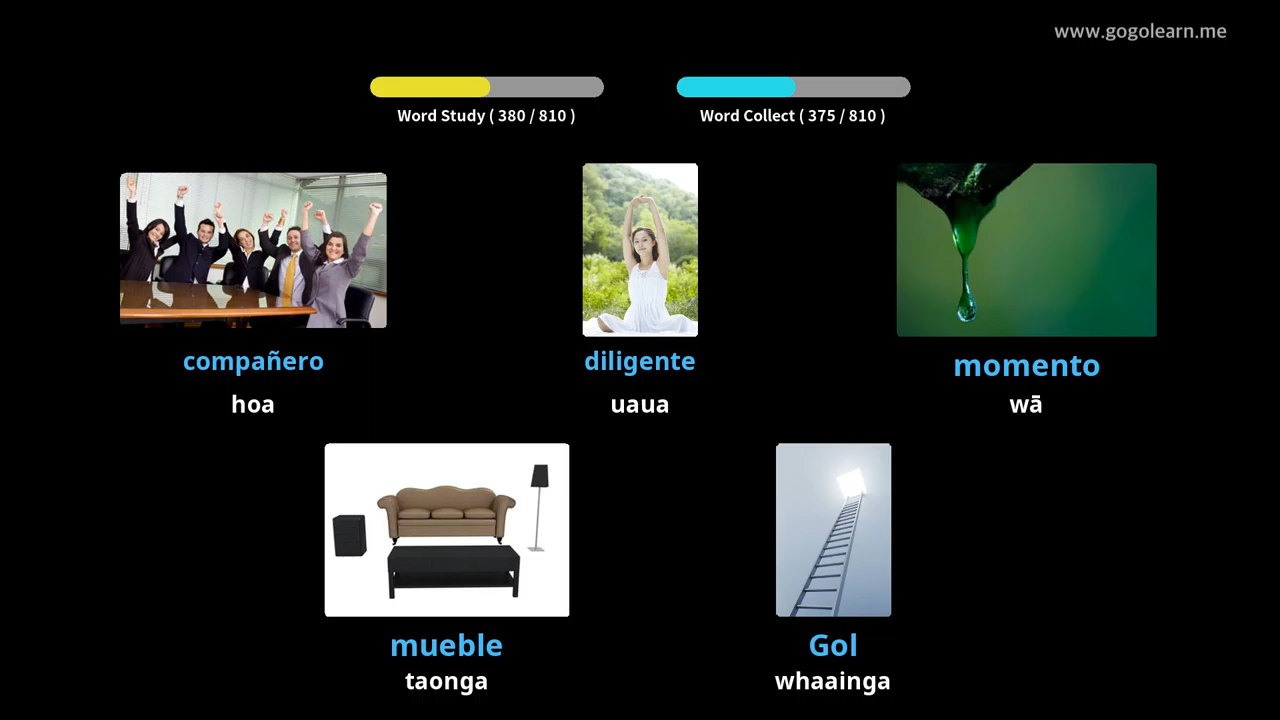 www.gogolearn.me
Word Study ( 380 / 810 )
Word Collect ( 375 / 810 )
compañero
diligente
momento
hoa
uaua
wā
mueble
Gol
taonga
whaainga